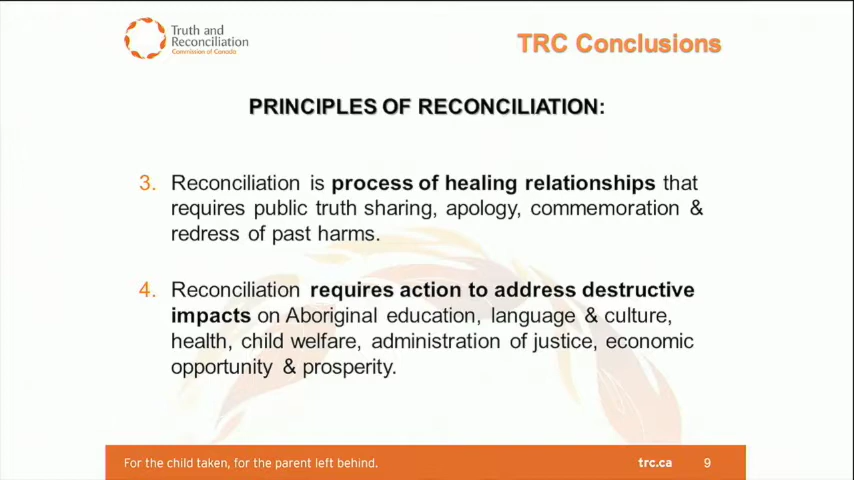 Truth and
Reconciliation
Commission of Canada
TRC Conclusions
PRINCIPLES OF RECONCILIATION:
3. Reconciliation is process of healing relationships that
requires public truth sharing, apology, commemoration &
redress of past harms.
4. Reconciliation requires action to address destructive
impacts on Aboriginal education, language & culture,
health, child welfare, administration of justice, economic
opportunity & prosperity.
For the child taken, for the parent left behind.
trc.ca 9